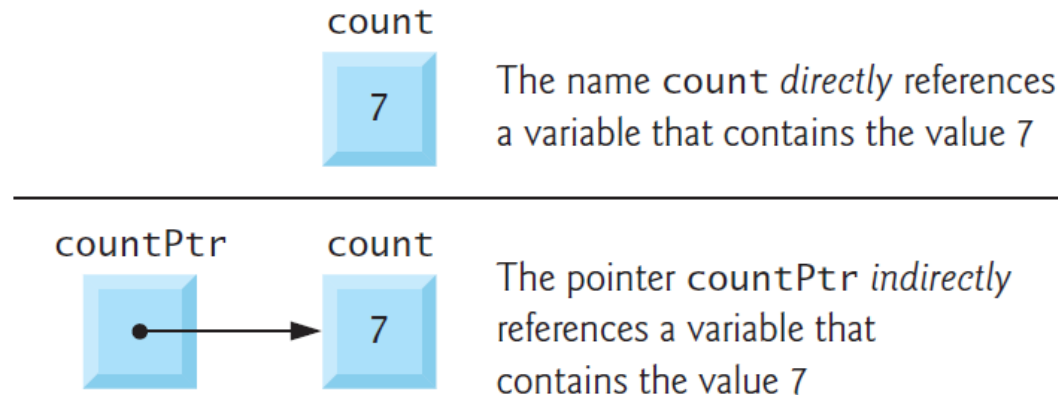 count
7
The name count directly references
a variable that contains the value 7
countPtr count
7
The pointer countPtr indirectly
references a variable that
contains the value 7